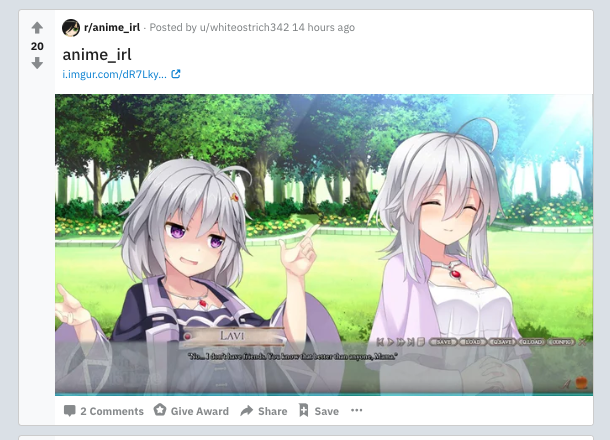 r/anime_irl · Posted by u/whiteostrich342 14 hours ago
20
anime_irl
i.imgur.com/dR7Lky...
LAVI
SAVE LOAD Q.SAVE Q.LOAD CONFIG
"No... I don't have friends. You know that better than anyone, Mama."
2 Comments Give Award Share Save